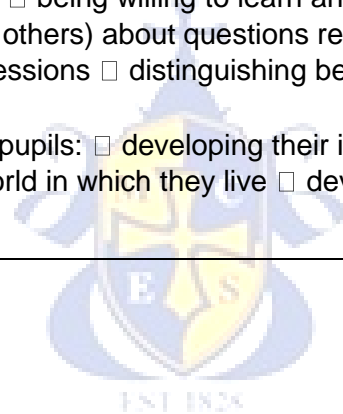 □ being willing to learn an
others) about questions re
essions □ distinguishing be
pupils: □ developing their i
orld in which they live □ dev
E S
EST 1828